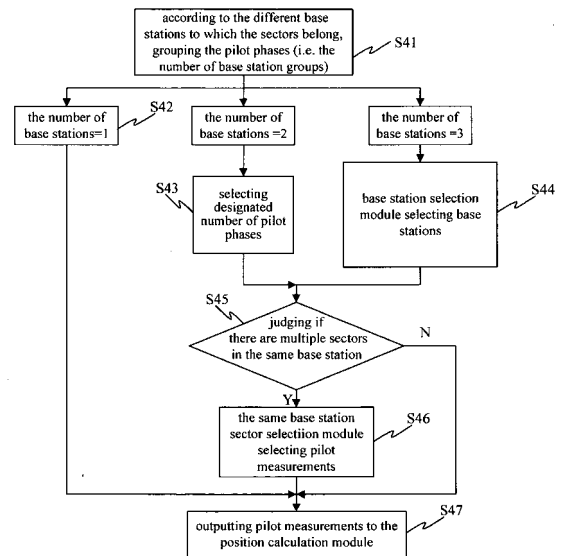 according to the different base
stations to which the sectors belong,
grouping the pilot phases (i.e. the
number of base station groups)
S41
S42
the number of
base stations=1
the number of
base stations =2
the number of
base stations =3
S43
selecting
designated
number of pilot
phases
base station selection
module selecting base
stations
S44
S45
judging if
there are multiple sectors
in the same base station
N
Y
the same base station
sector selectiion module
selecting pilot
measurements
S46
outputting pilot measurements to the
position calculation module
S47